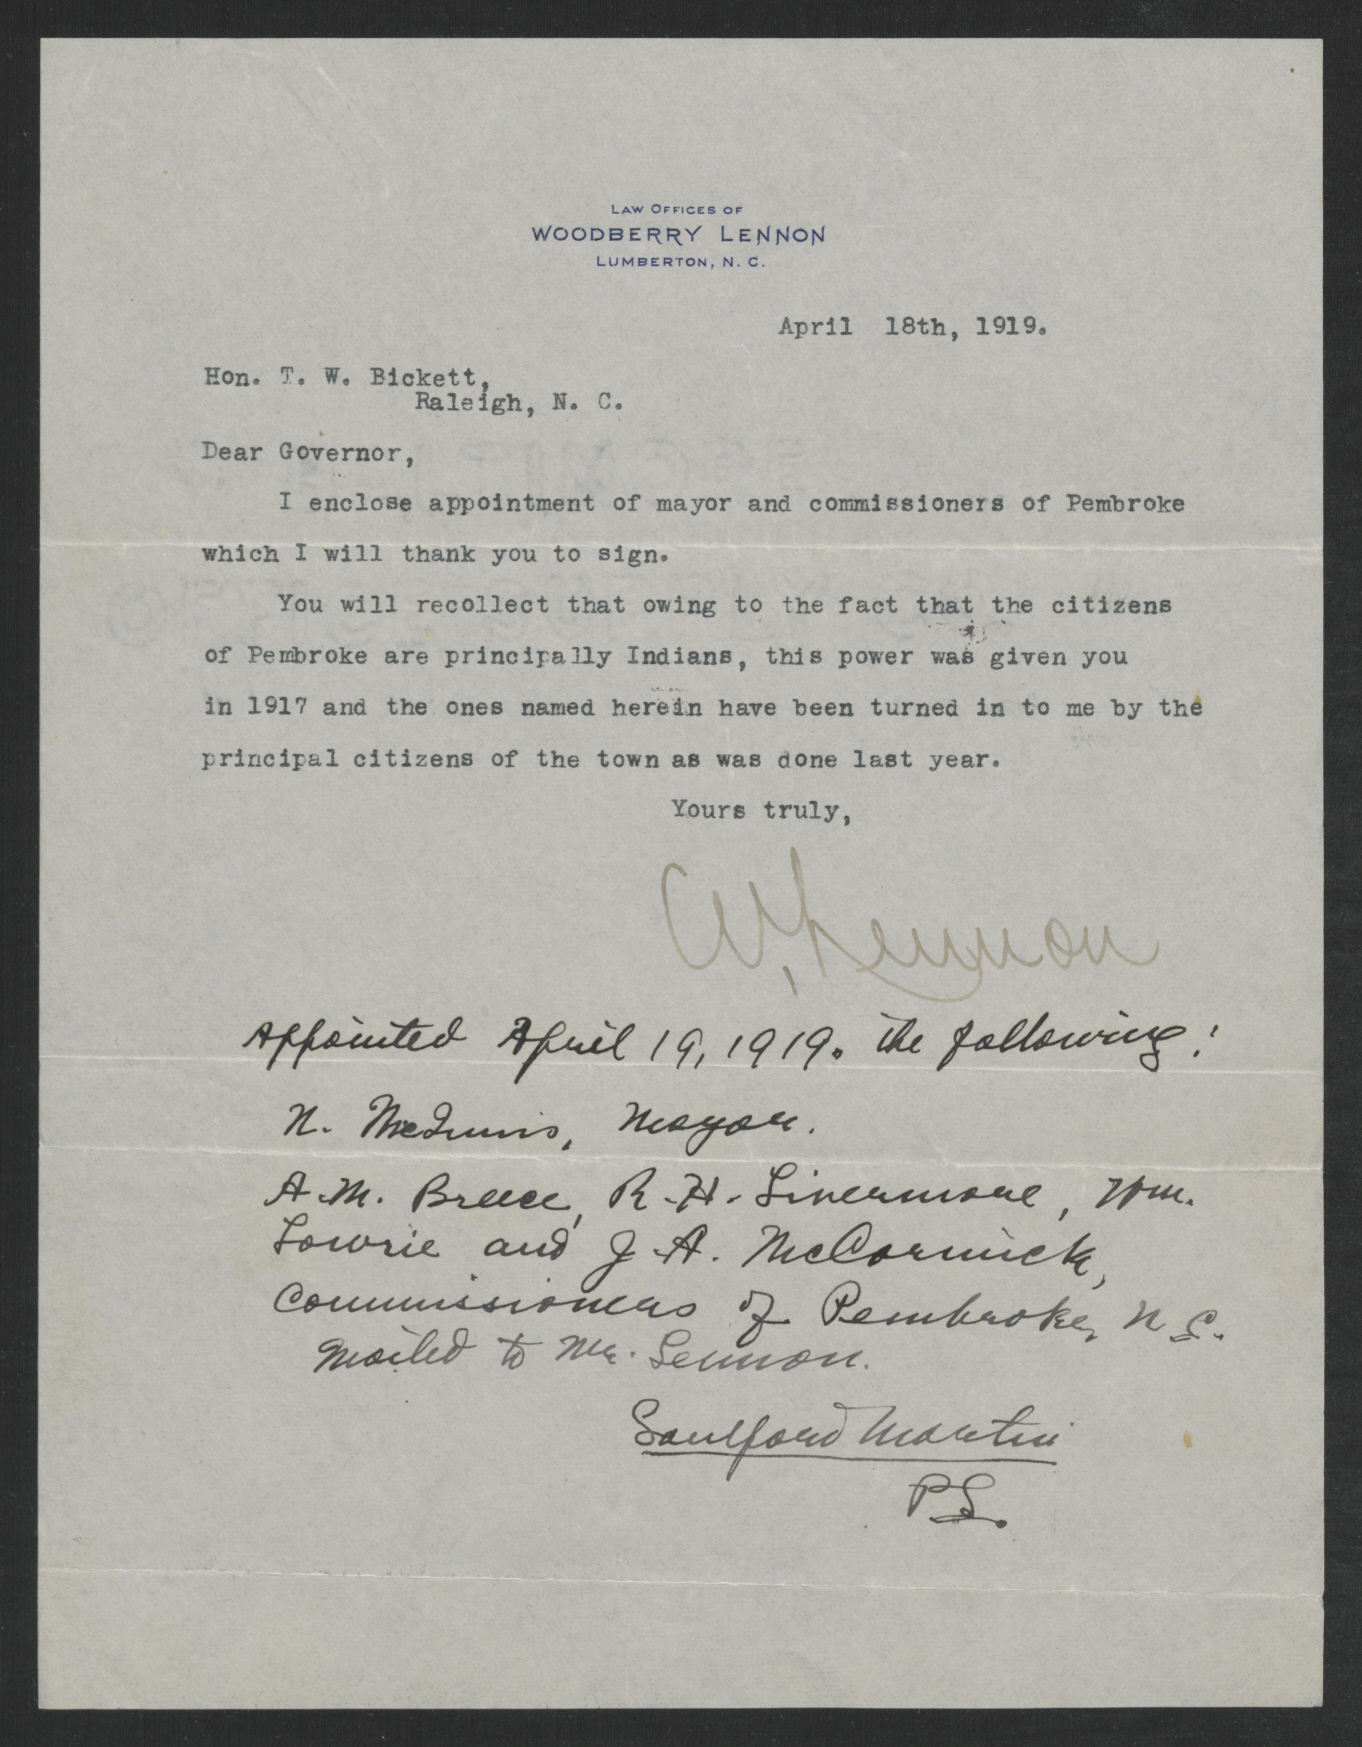 LAW OFFICES OF
WOODBERRY LENNON
LUMBERTON, N. C.
April 18th, 1919.
Hon. T. W. Bickett,
Raleigh, N. C.
Dear Governor,
I enclose appointment of mayor and commissioners of Pembroke
which I will thank you to sign.
You will recollect that owing to the fact that the citizens
of Pembroke are principally Indians, this power was given you
in 1917 and the ones named herein have been turned in to me by the
principal citizens of the town as was done last year.
Yours truly,
W. Lennon
Appointed April 19, 1919. the following:
N. McInnis, Mayor.
A.M. Breece, R.H. Livermore, Wm.
Lowrie and J.A. McCormick,
Commissioners of Pembroke, N.C.
Mailed to Mr. Lennon.
Sanford Martin
P.S.